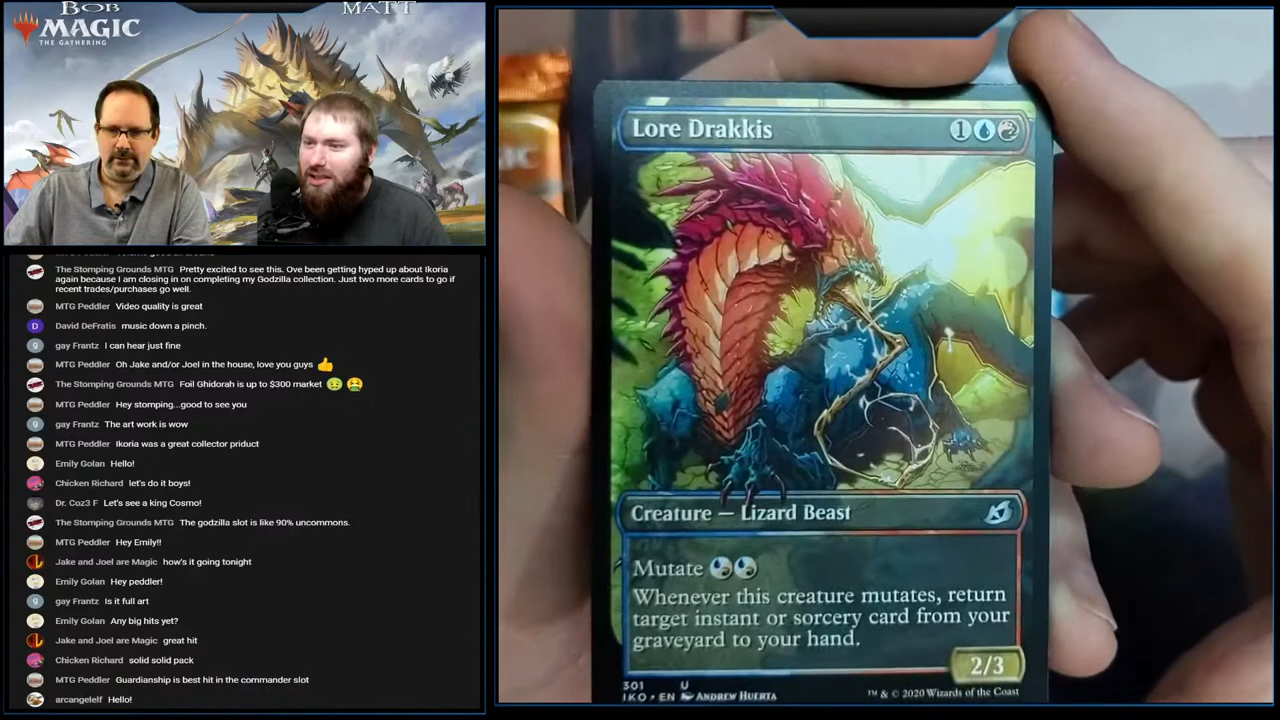 BOB
MATT
MAGIC
THE GATHERING
The Stomping Grounds MTG Pretty excited to see this. Ove been getting hyped up about Ikoria
again because I am closing in on completing my Godzilla collection. Just two more cards to go if
recent trades/purchases go well.
MTG Peddler Video quality is great
D David DeFratis music down a pinch.
g gay Frantz I can hear just fine
MTG Peddler Oh Jake and/or Joel in the house, love you guys 👍
The Stomping Grounds MTG Foil Ghidorah is up to $300 market 🤢 🤮
MTG Peddler Hey stomping...good to see you
g gay Frantz The art work is wow
MTG Peddler Ikoria was a great collector priduct
Emily Golan Hello!
Chicken Richard let's do it boys!
Dr. Coz3 F Let's see a king Cosmo!
The Stomping Grounds MTG The godzilla slot is like 90% uncommons.
MTG Peddler Hey Emily!!
Jake and Joel are Magic how's it going tonight
Emily Golan Hey peddler!
g gay Frantz Is it full art
Emily Golan Any big hits yet?
Jake and Joel are Magic great hit
Chicken Richard solid solid pack
MTG Peddler Guardianship is best hit in the commander slot
arcangelelf Hello!
Lore Drakkis 1
Creature — Lizard Beast
Mutate
Whenever this creature mutates, return
target instant or sorcery card from your
graveyard to your hand.
2/3
301 U
IKO • EN ANDREW HUERTA
™ & © 2020 Wizards of the Coast